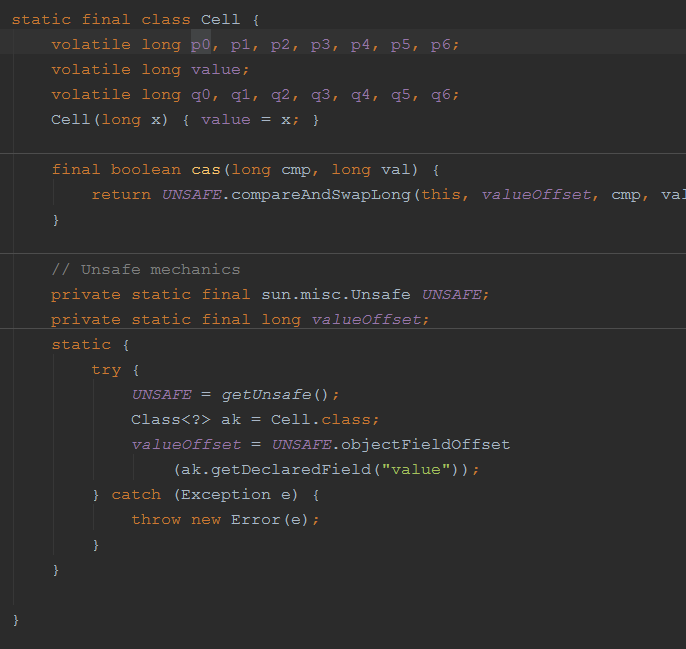 static final class Cell {
volatile long p0, p1, p2, p3, p4, p5, p6;
volatile long value;
volatile long q0, q1, q2, q3, q4, q5, q6;
Cell(long x) { value = x; }
final boolean cas(long cmp, long val) {
return UNSAFE.compareAndSwapLong(this, valueOffset, cmp, val
}
// Unsafe mechanics
private static final sun.misc.Unsafe UNSAFE;
private static final long valueOffset;
static {
try {
UNSAFE = getUnsafe();
Class<?> ak = Cell.class;
valueOffset = UNSAFE.objectFieldOffset
(ak.getDeclaredField("value"));
} catch (Exception e) {
throw new Error(e);
}
}
}